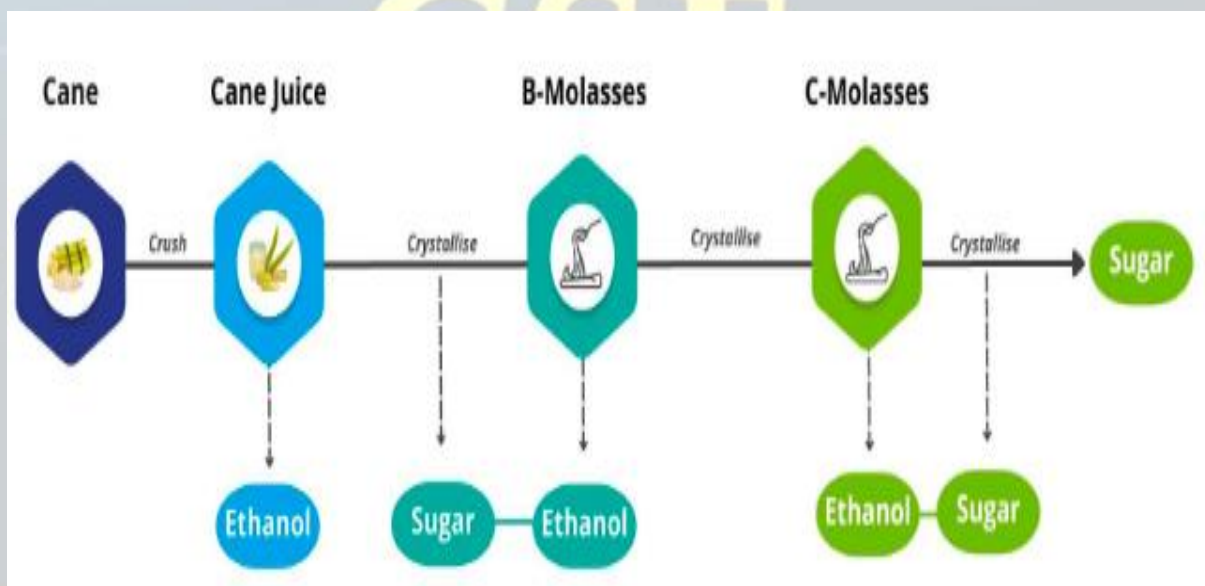 Cane
Cane Juice
B-Molasses
C-Molasses
Crush
Crystallise
Crystallise
Crystallise
Sugar
Ethanol
Sugar
Ethanol
Ethanol
Sugar